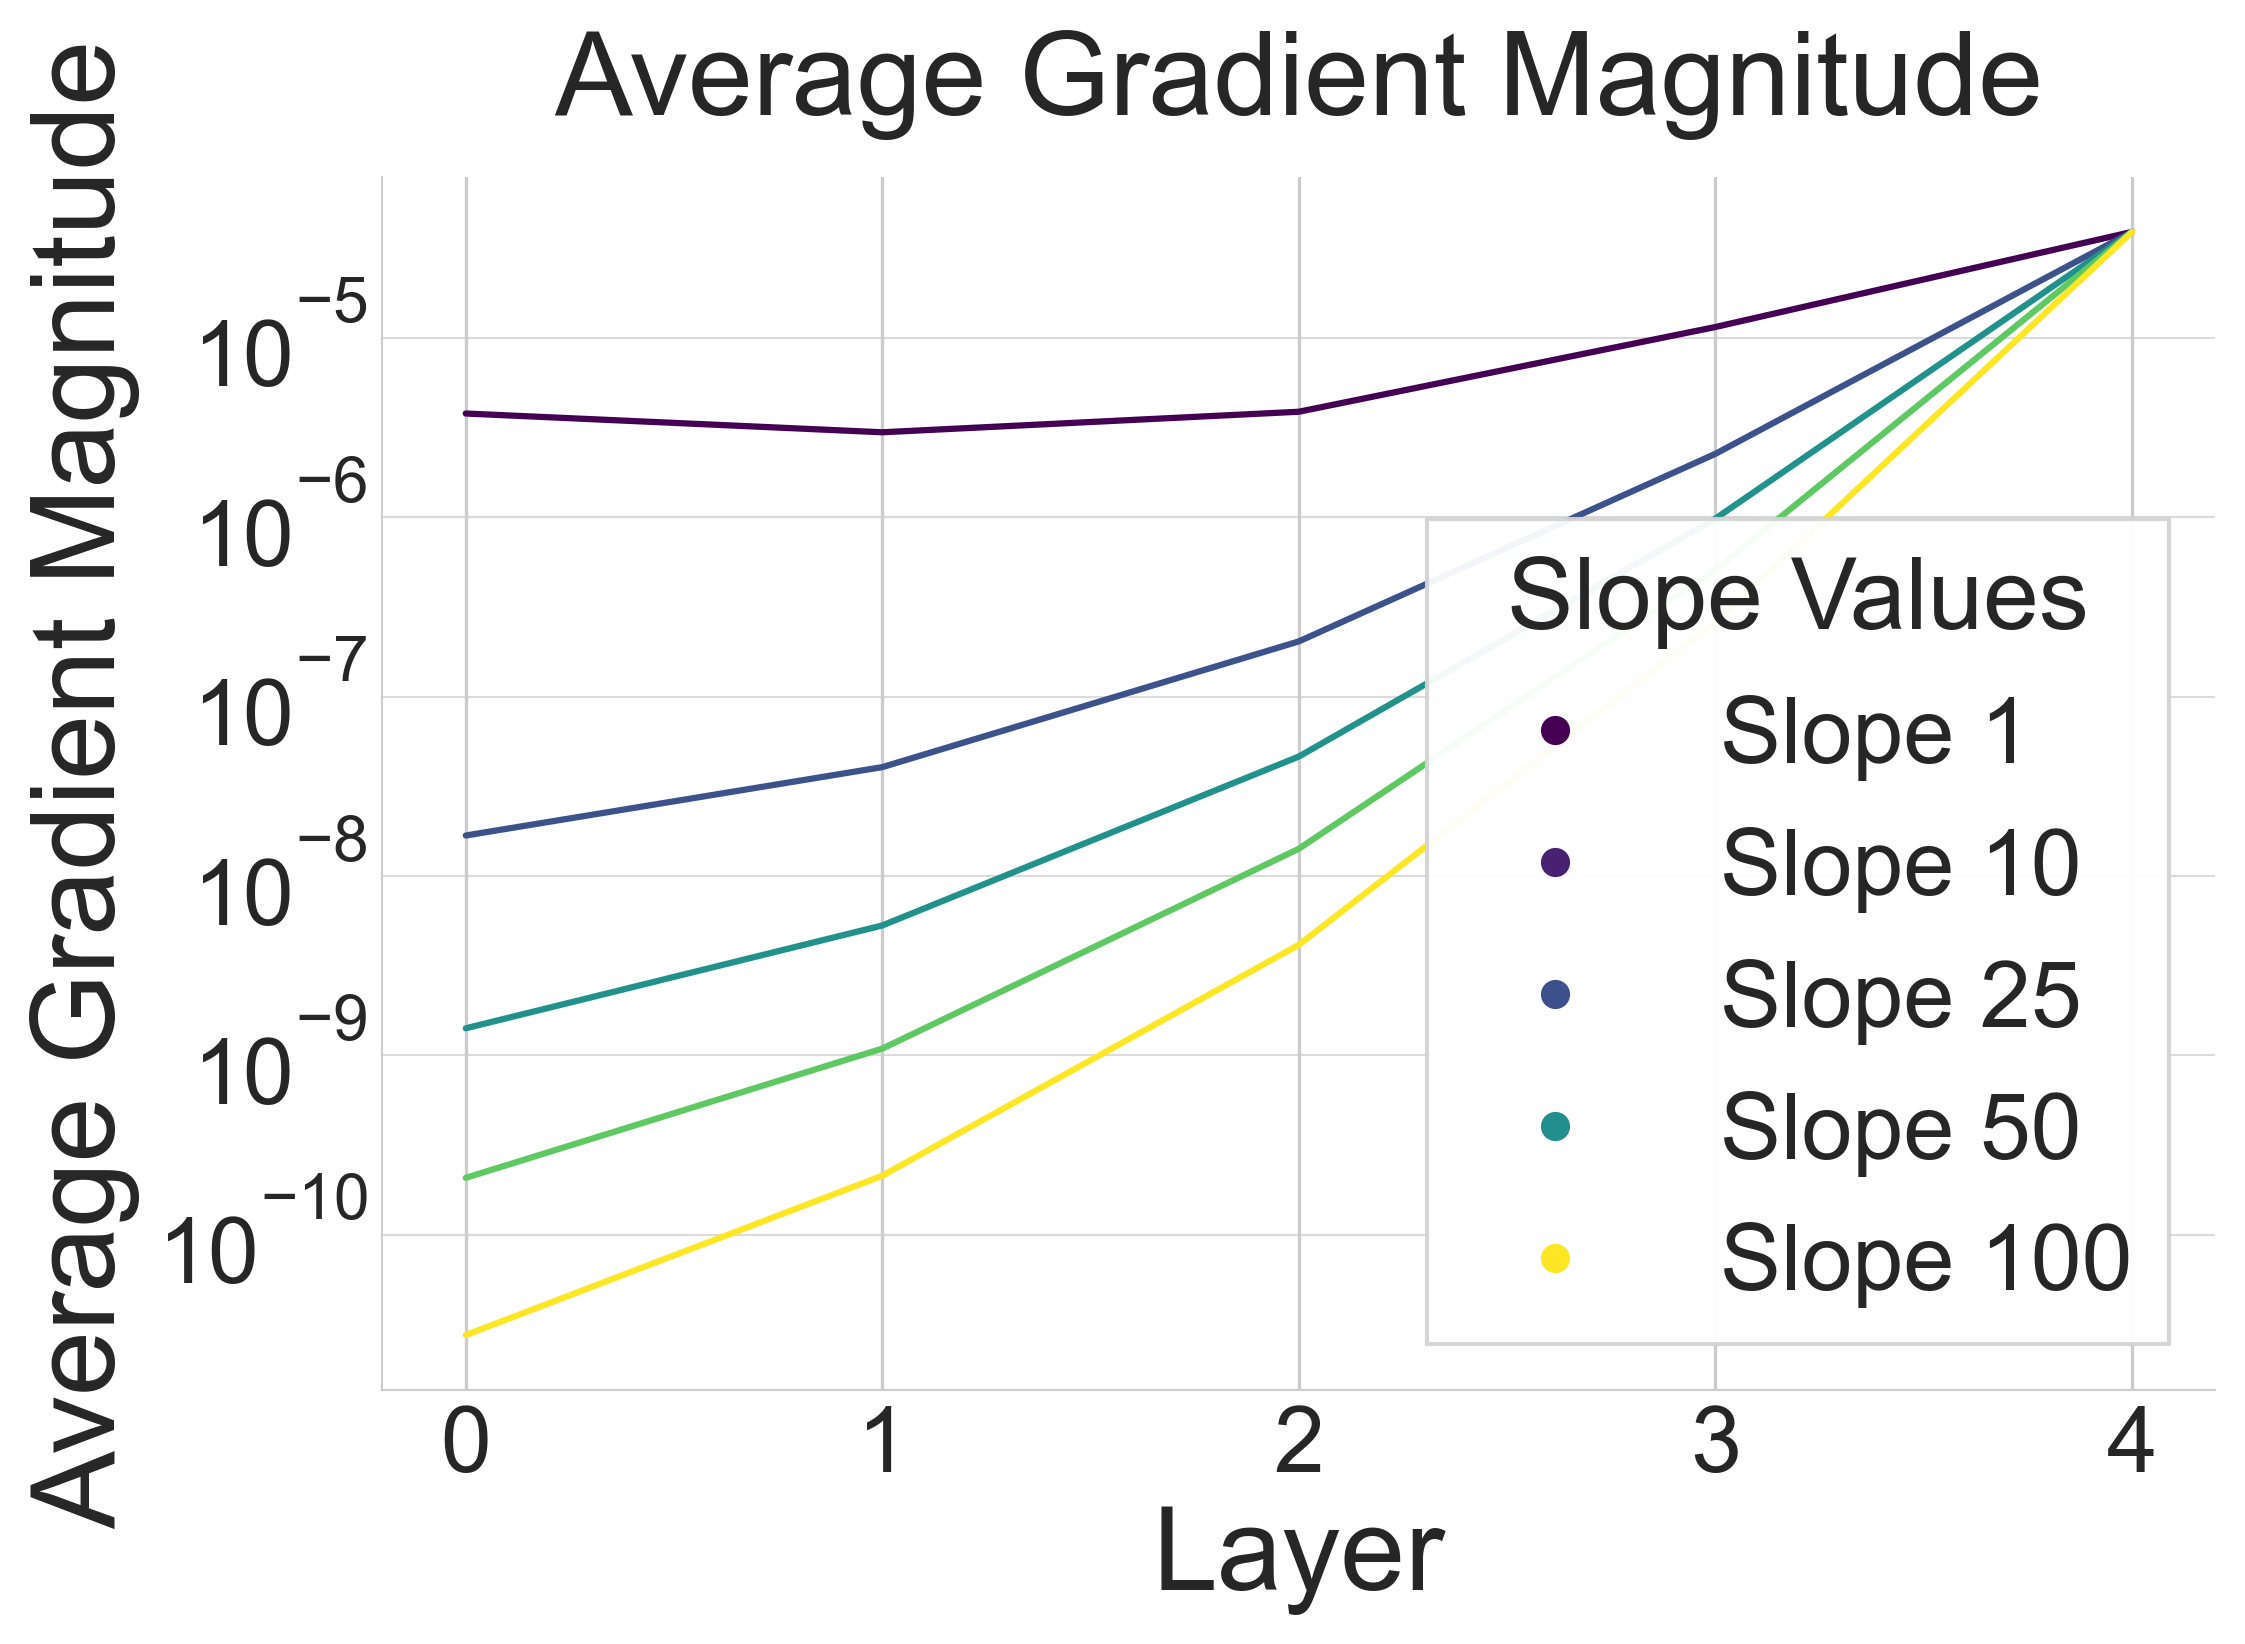 Average Gradient Magnitude
Average Gradient Magnitude
10−5
10−6
10−7
10−8
10−9
10−10
Slope Values
Slope 1
Slope 10
Slope 25
Slope 50
Slope 100
0 1 2 3 4
Layer